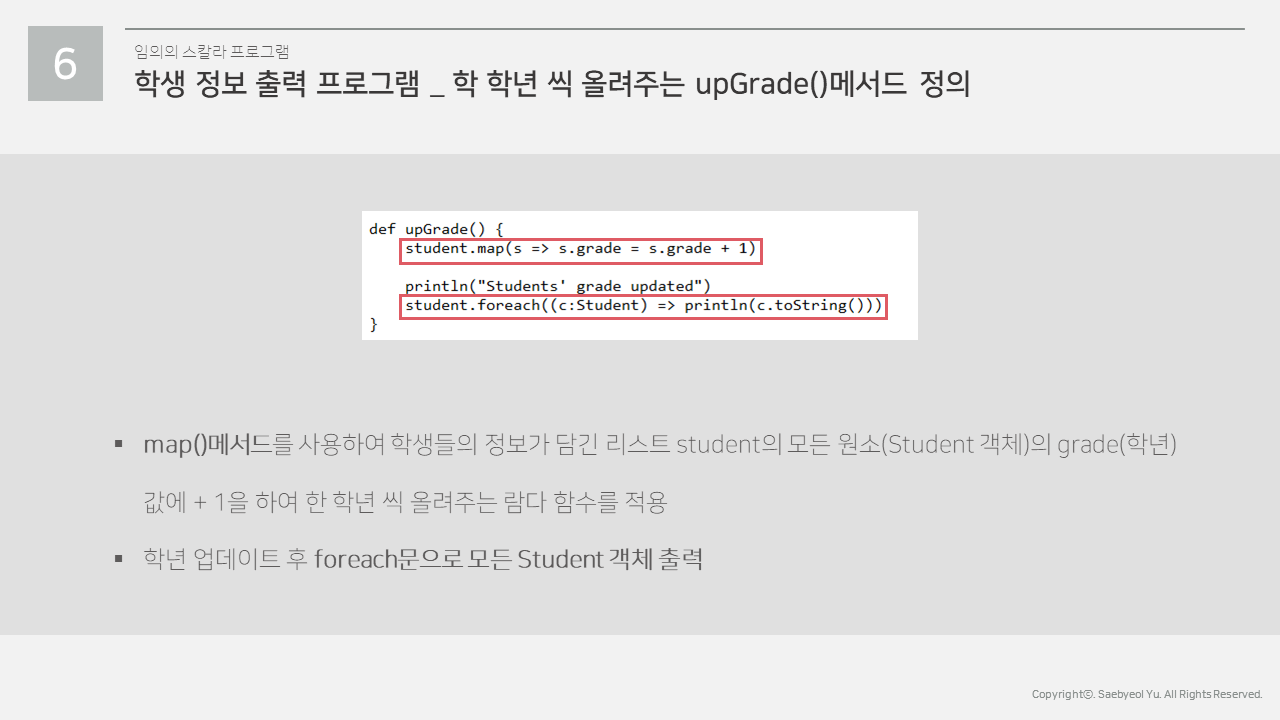 6
임의의 스칼라 프로그램
학생 정보 출력 프로그램 _ 학 학년 씩 올려주는 upGrade()메서드 정의
def upGrade() {
student.map(s => s.grade = s.grade + 1)
println("Students' grade updated")
student.foreach((c:Student) => println(c.toString()))
}
▪ map()메서드를 사용하여 학생들의 정보가 담긴 리스트 student의 모든 원소(Student 객체)의 grade(학년)
값에 + 1을 하여 한 학년 씩 올려주는 람다 함수를 적용
▪ 학년 업데이트 후 foreach문으로 모든 Student 객체 출력
Copyrightⓒ. Saebyeol Yu. All Rights Reserved.